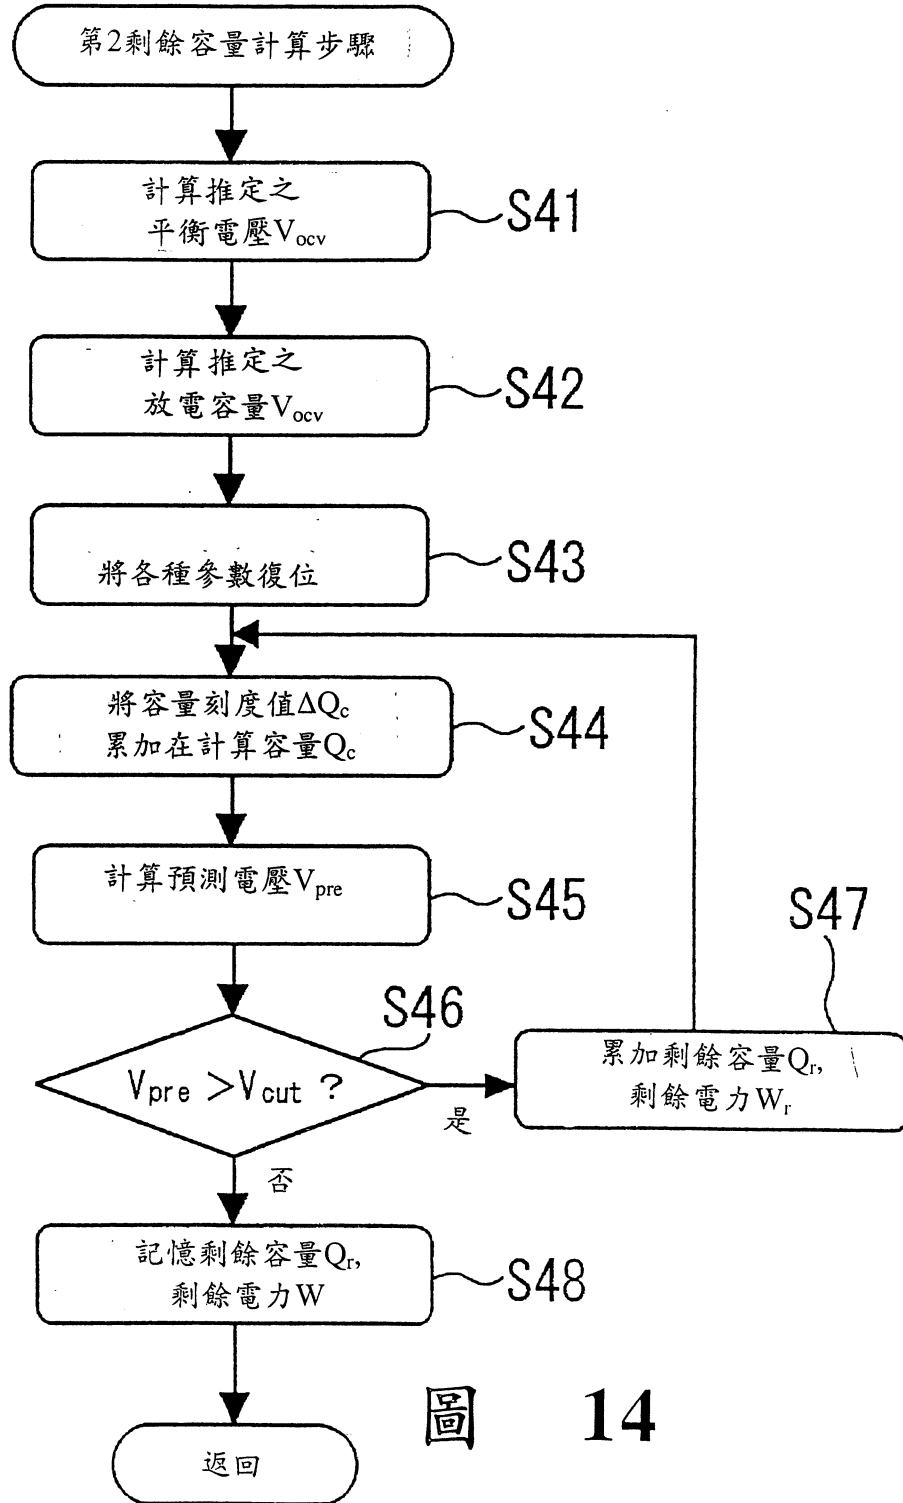 第2剩餘容量計算步驟
計算推定之
平衡電壓Vocv
S41
計算推定之
放電容量Vocv
S42
將各種參數復位
S43
將容量刻度值ΔQc
累加在計算容量Qc
S44
計算預測電壓Vpre
S45
S46
Vpre >Vcut ?
是
否
S47
累加剩餘容量Qr,
剩餘電力Wr
記憶剩餘容量Qr,
剩餘電力W
S48
返回
圖 14